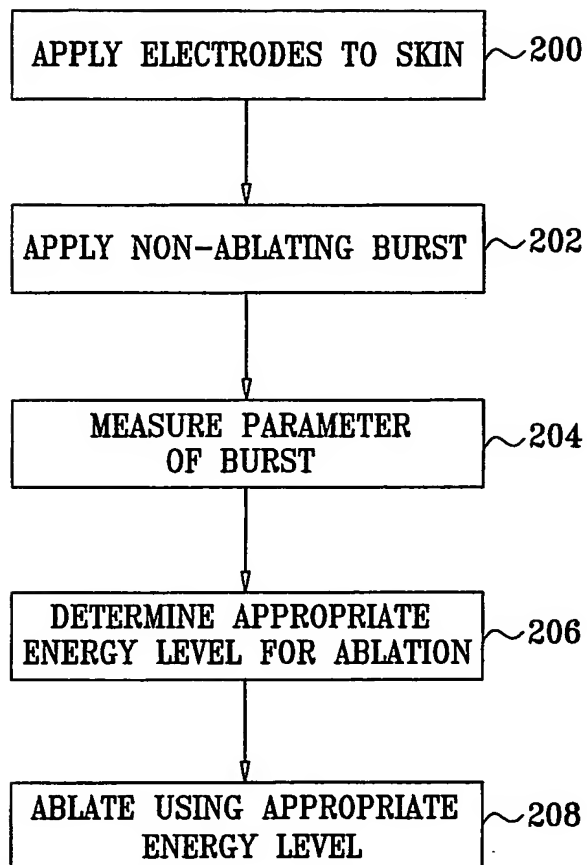 APPLY ELECTRODES TO SKIN 200
APPLY NON-ABLATING BURST 202
MEASURE PARAMETER
OF BURST 204
DETERMINE APPROPRIATE
ENERGY LEVEL FOR ABLATION 206
ABLATE USING APPROPRIATE
ENERGY LEVEL 208